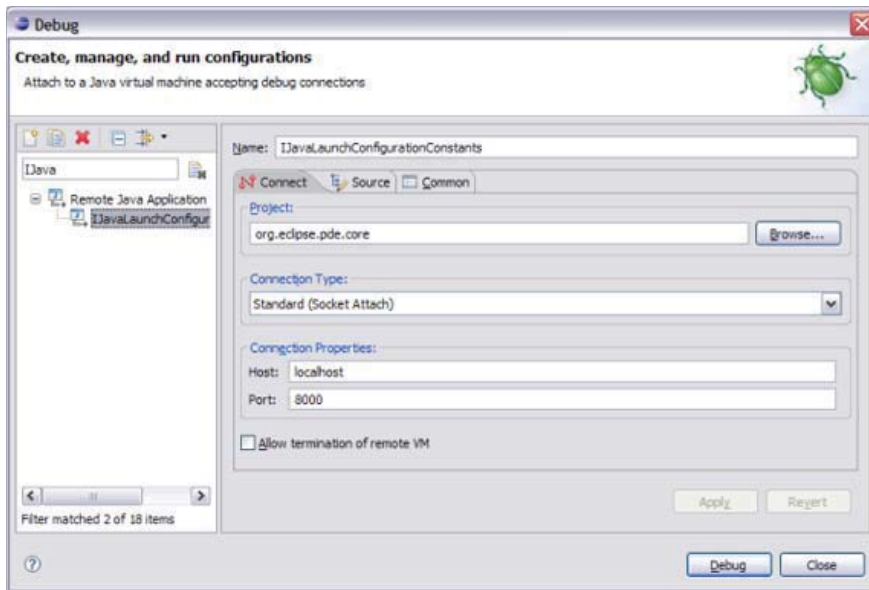 Debug
Create, manage, and run configurations
Attach to a Java virtual machine accepting debug connections
IJava
Remote Java Application
IJavaLaunchConfigur
Filter matched 2 of 18 items
Name: IJavaLaunchConfigurationConstants
Connect Source Common
Project:
org.eclipse.pde.core Browse...
Connection Type:
Standard (Socket Attach)
Connection Properties:
Host: localhost
Port: 8000
Allow termination of remote VM
Apply Revert
Debug Close